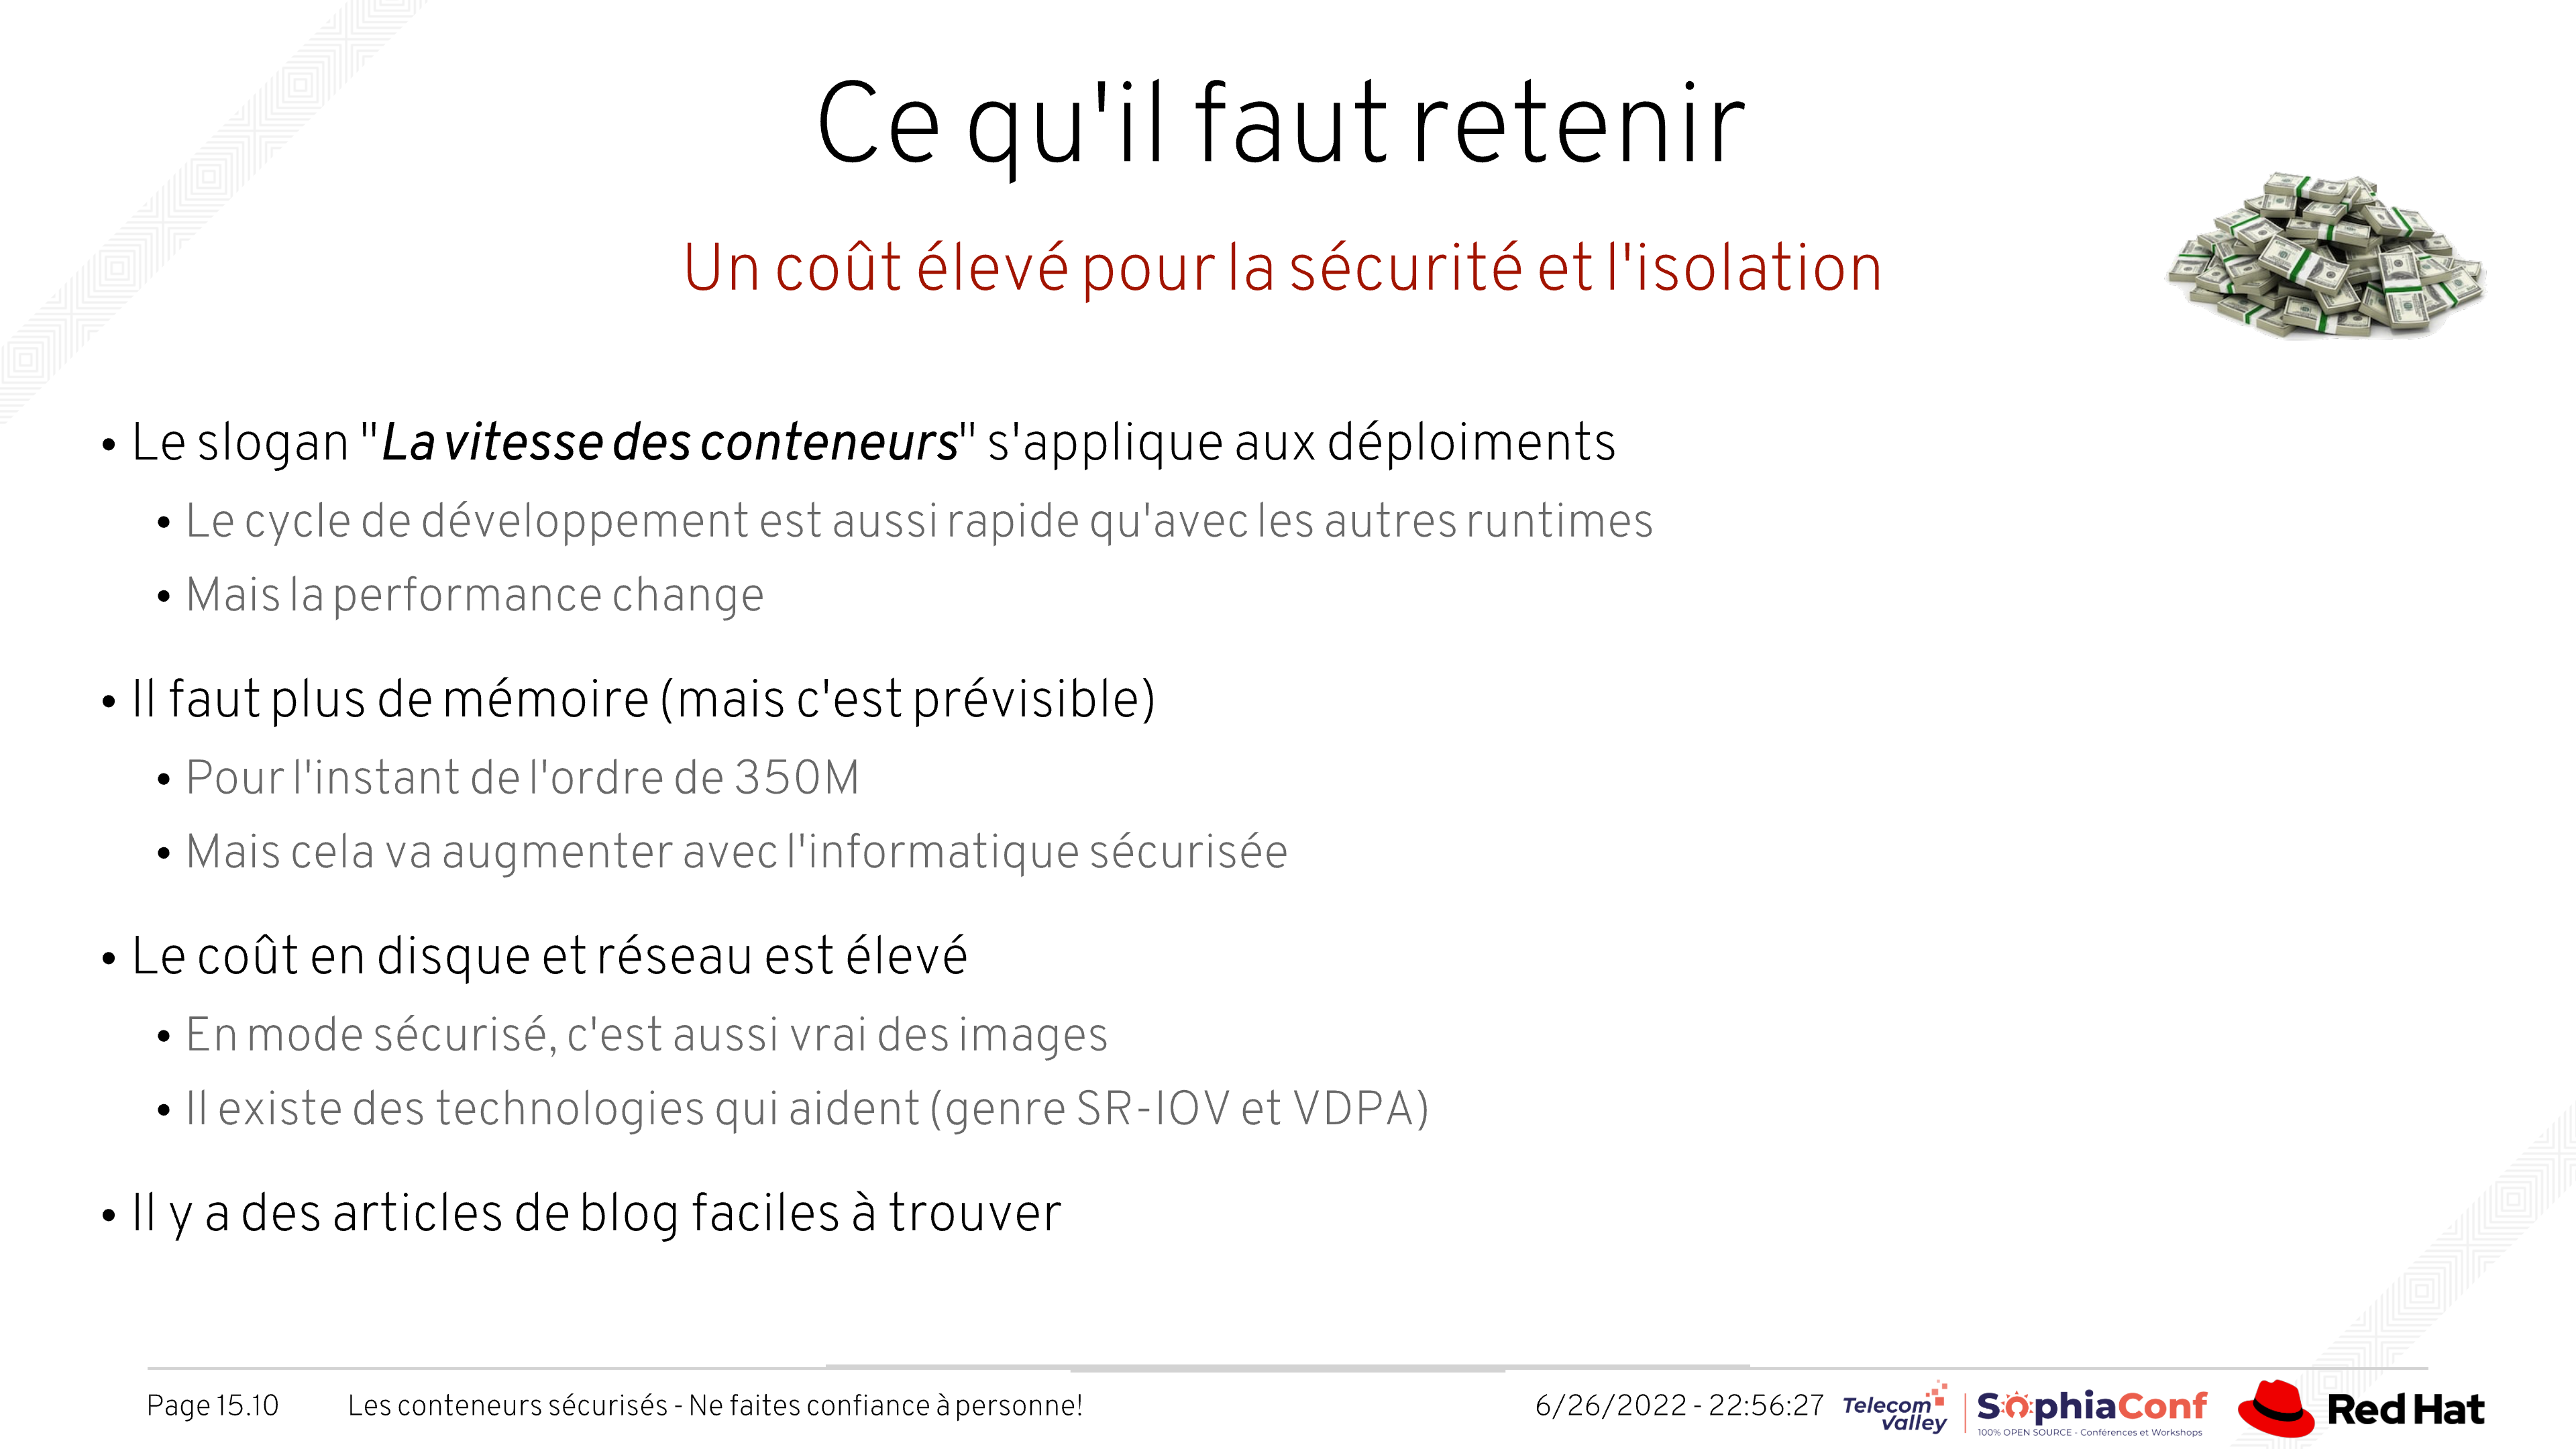 Ce qu'il faut retenir
Un coût élevé pour la sécurité et l'isolation
• Le slogan "La vitesse des conteneurs" s'applique aux déploiments
• Le cycle de développement est aussi rapide qu'avec les autres runtimes
• Mais la performance change
• Il faut plus de mémoire (mais c'est prévisible)
• Pour l'instant de l'ordre de 350M
• Mais cela va augmenter avec l'informatique sécurisée
• Le coût en disque et réseau est élevé
• En mode sécurisé, c'est aussi vrai des images
• Il existe des technologies qui aident (genre SR-IOV et VDPA)
• Il y a des articles de blog faciles à trouver
Page 15.10 Les conteneurs sécurisés - Ne faites confiance à personne! 6/26/2022 - 22:56:27
Telecom Valley
SophiaConf
100% OPEN SOURCE - Conférences et Workshops
Red Hat